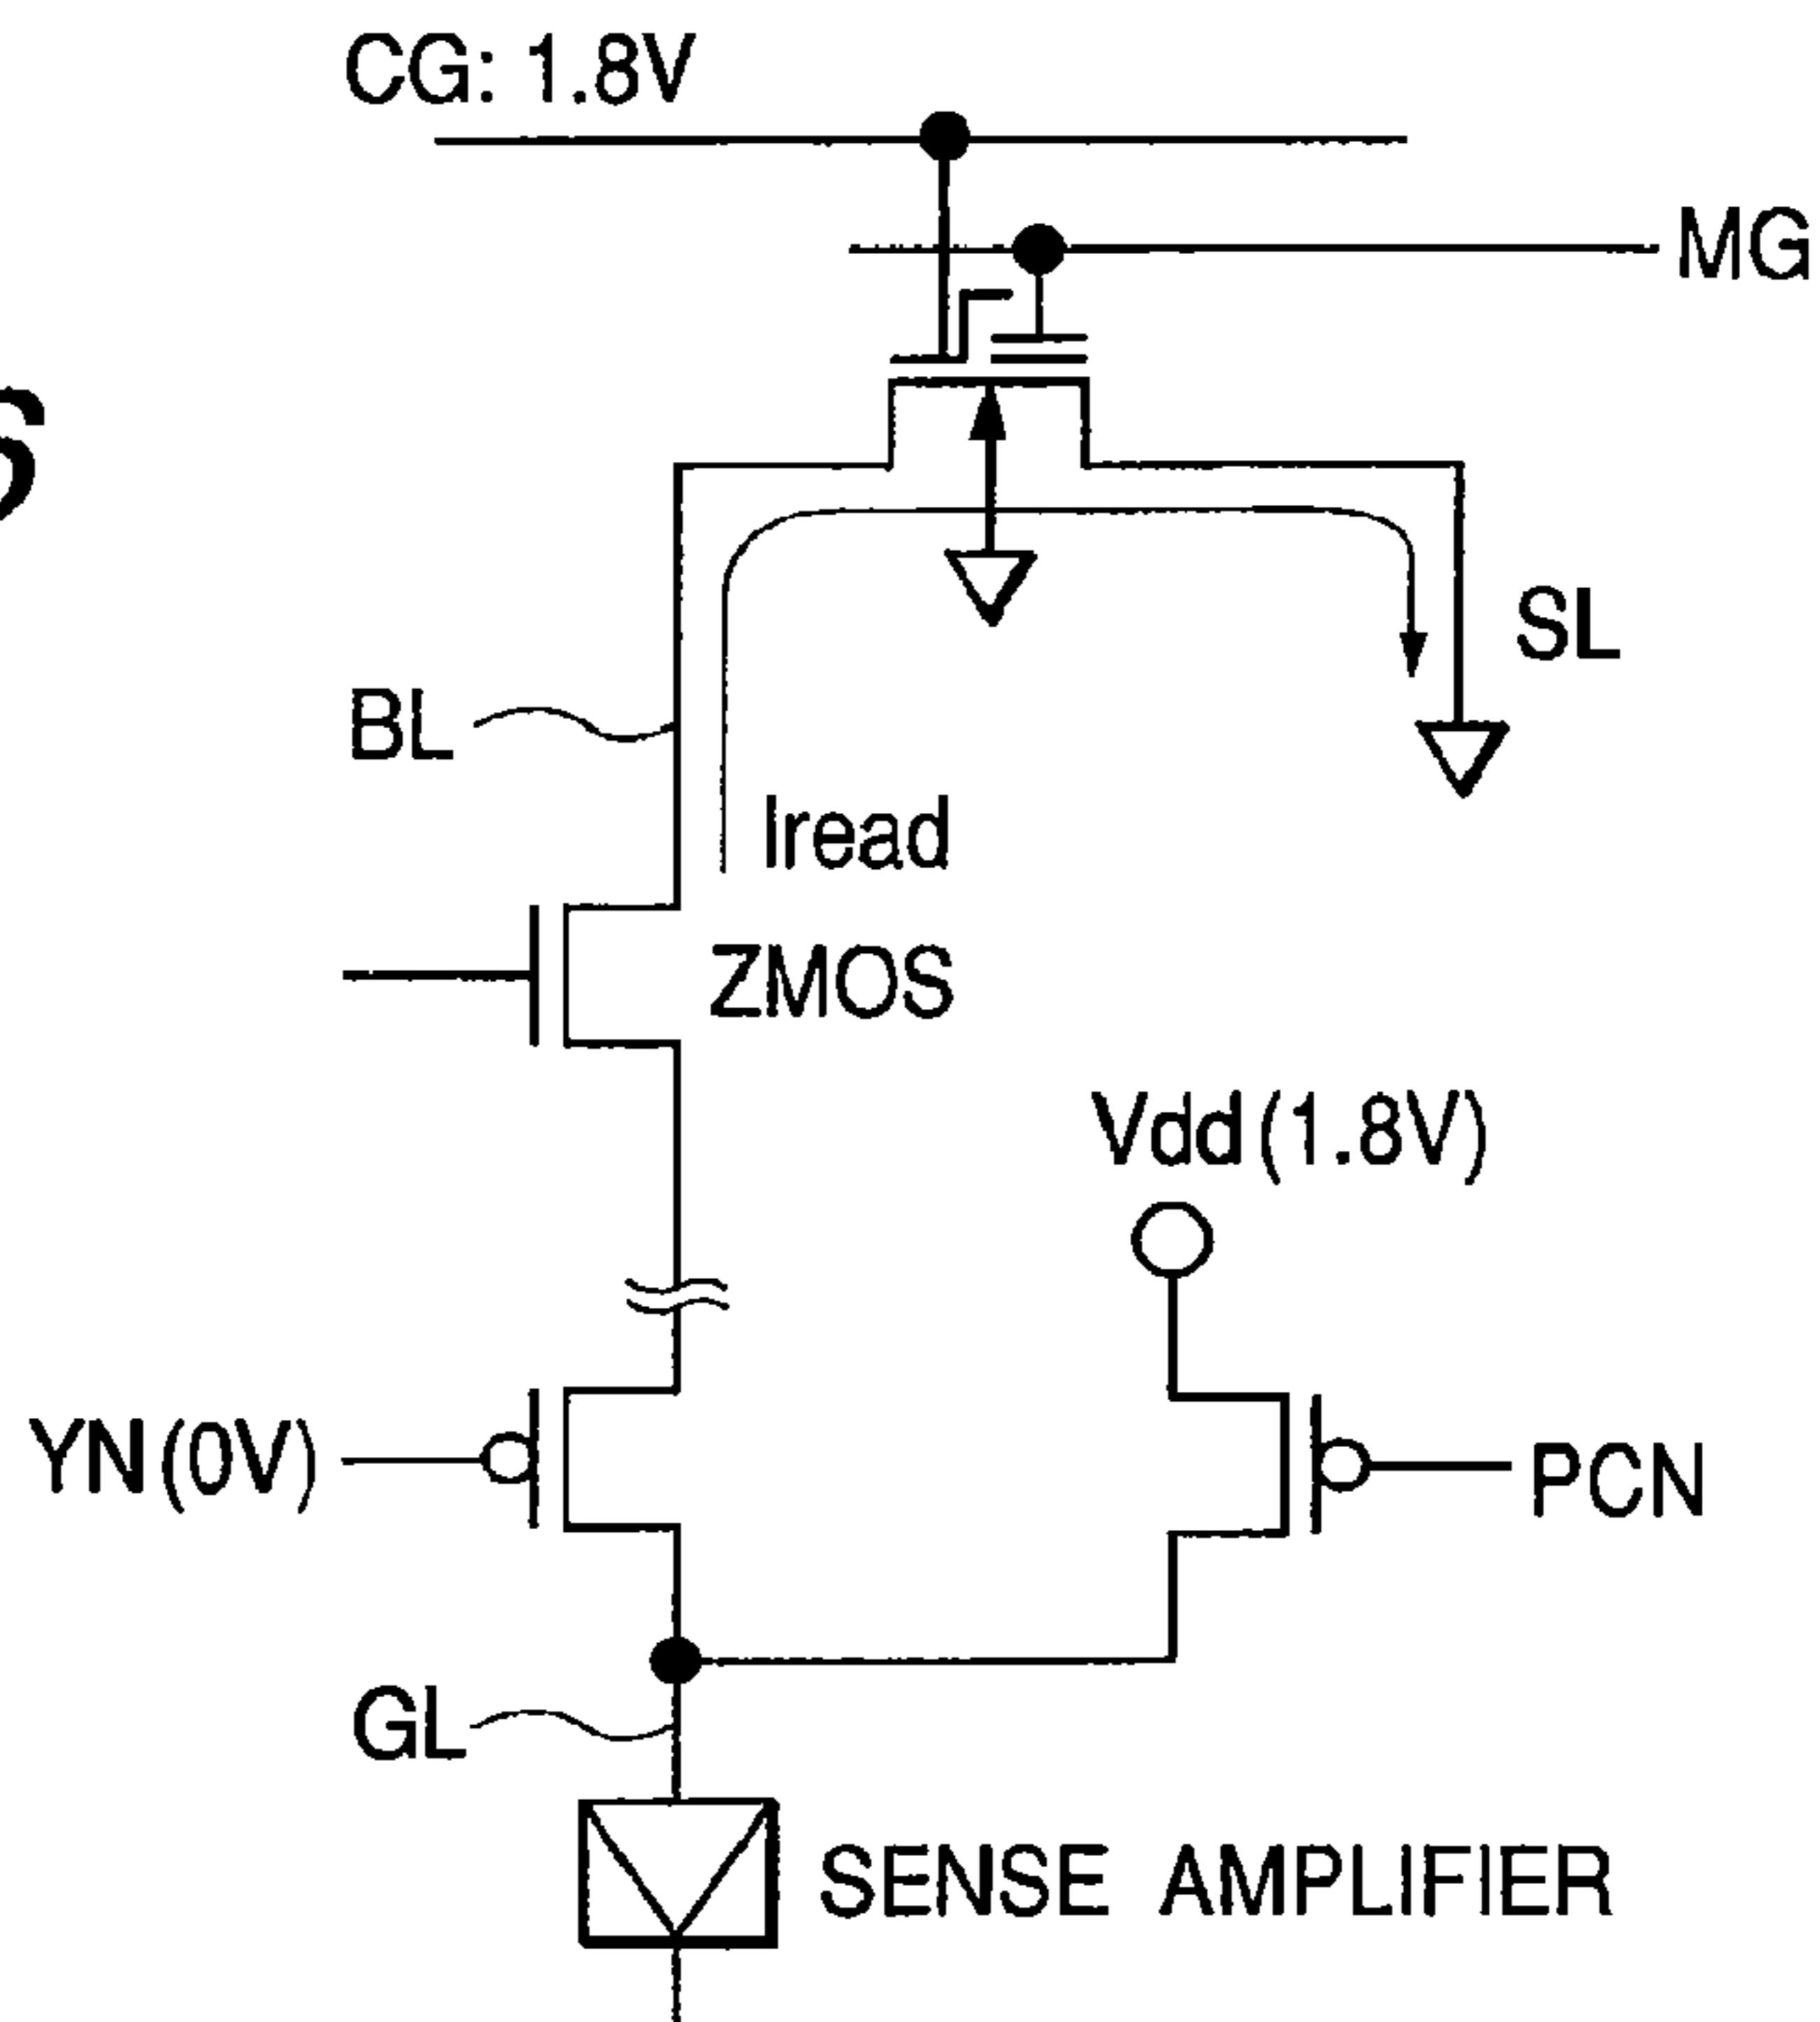 CG: 1.8V
MG
SL
BL
Iread
ZMOS
Vdd(1.8V)
YN(0V)
PCN
GL
SENSE AMPLIFIER